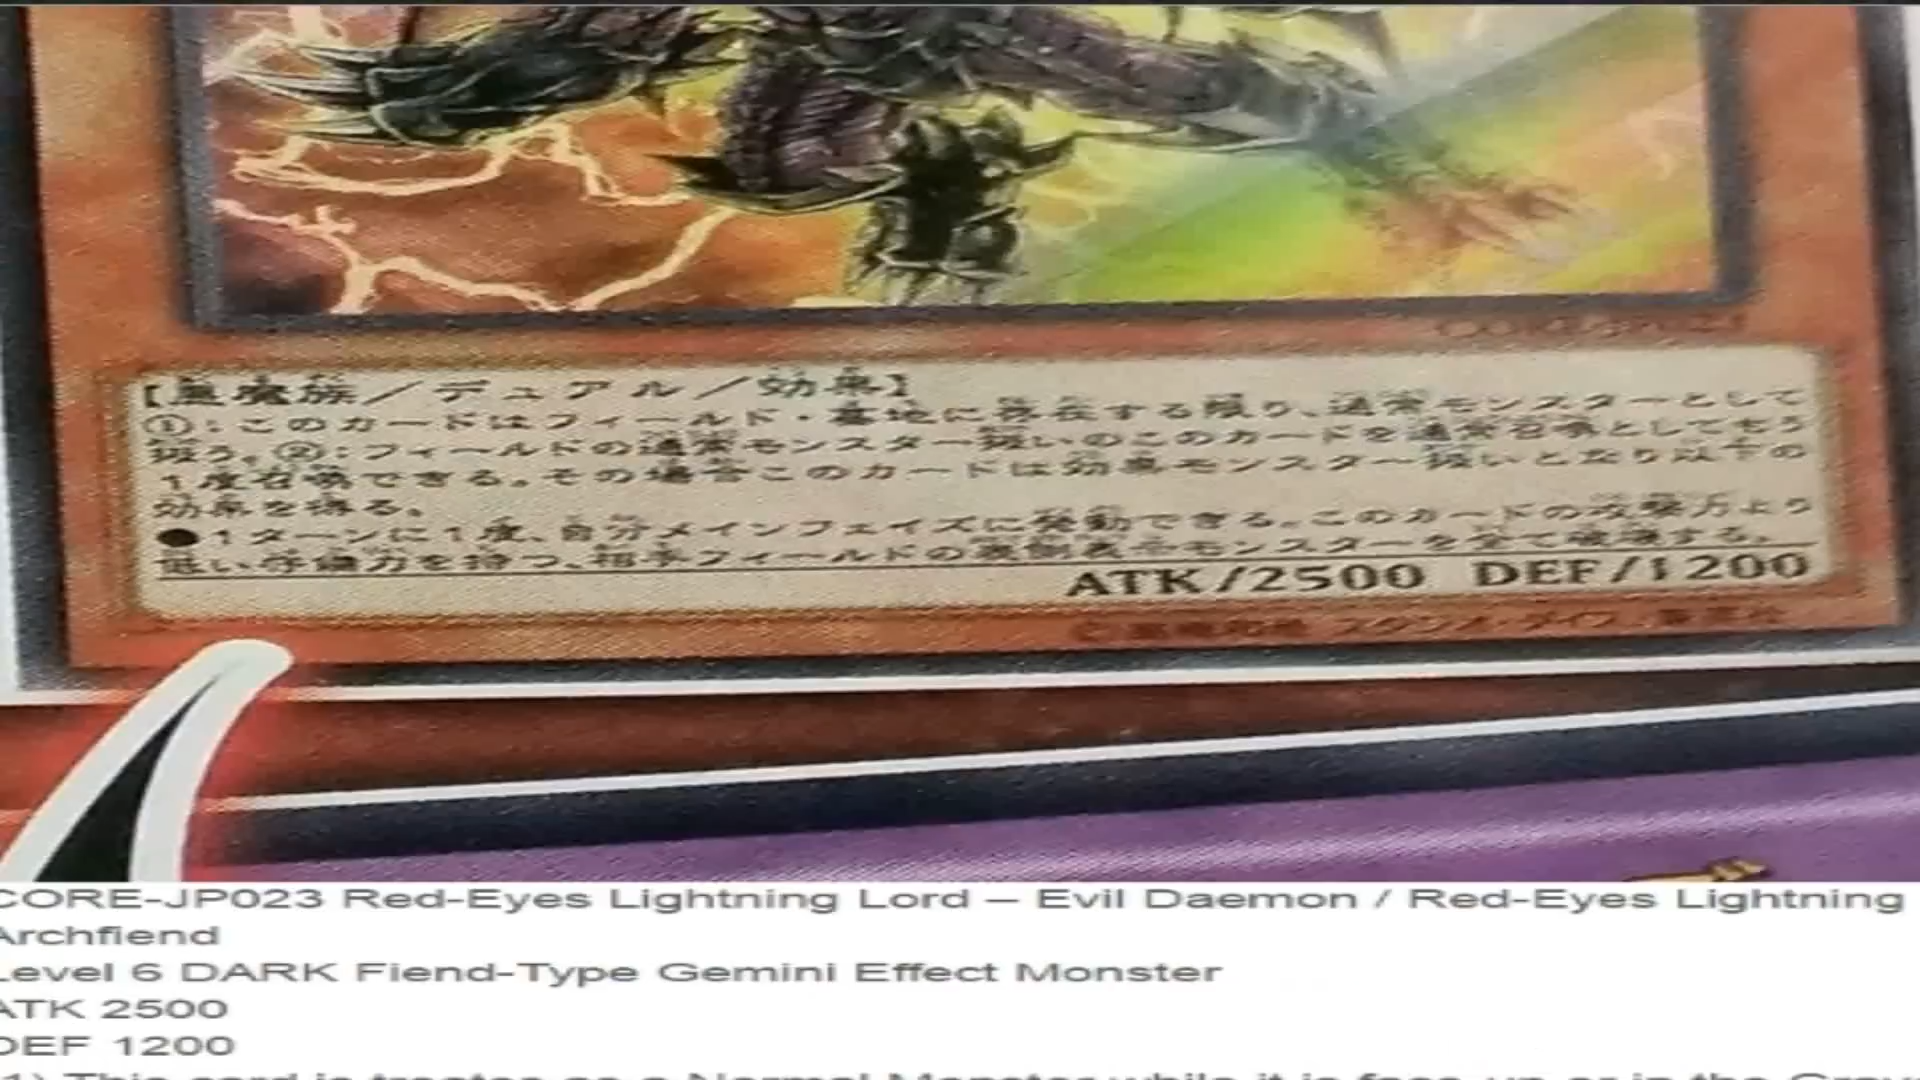 【悪魔族／デュアル／効果】
①：このカードはフィールド・墓地に存在する限り、通常モンスターとして
扱う。②：フィールドの通常モンスター扱いのこのカードを通常召喚としてもう
１度召喚できる。その場合このカードは効果モンスター扱いとなり以下の
効果を得る。
●１ターンに１度、自分メインフェイズに発動できる。このカードの攻撃力より
低い守備力を持つ、相手フィールドの表側表示モンスターを全て破壊する。
ATK/2500 DEF/1200
CORE-JP023 Red-Eyes Lightning Lord – Evil Daemon / Red-Eyes Lightning
Archfiend
Level 6 DARK Fiend-Type Gemini Effect Monster
ATK 2500
DEF 1200